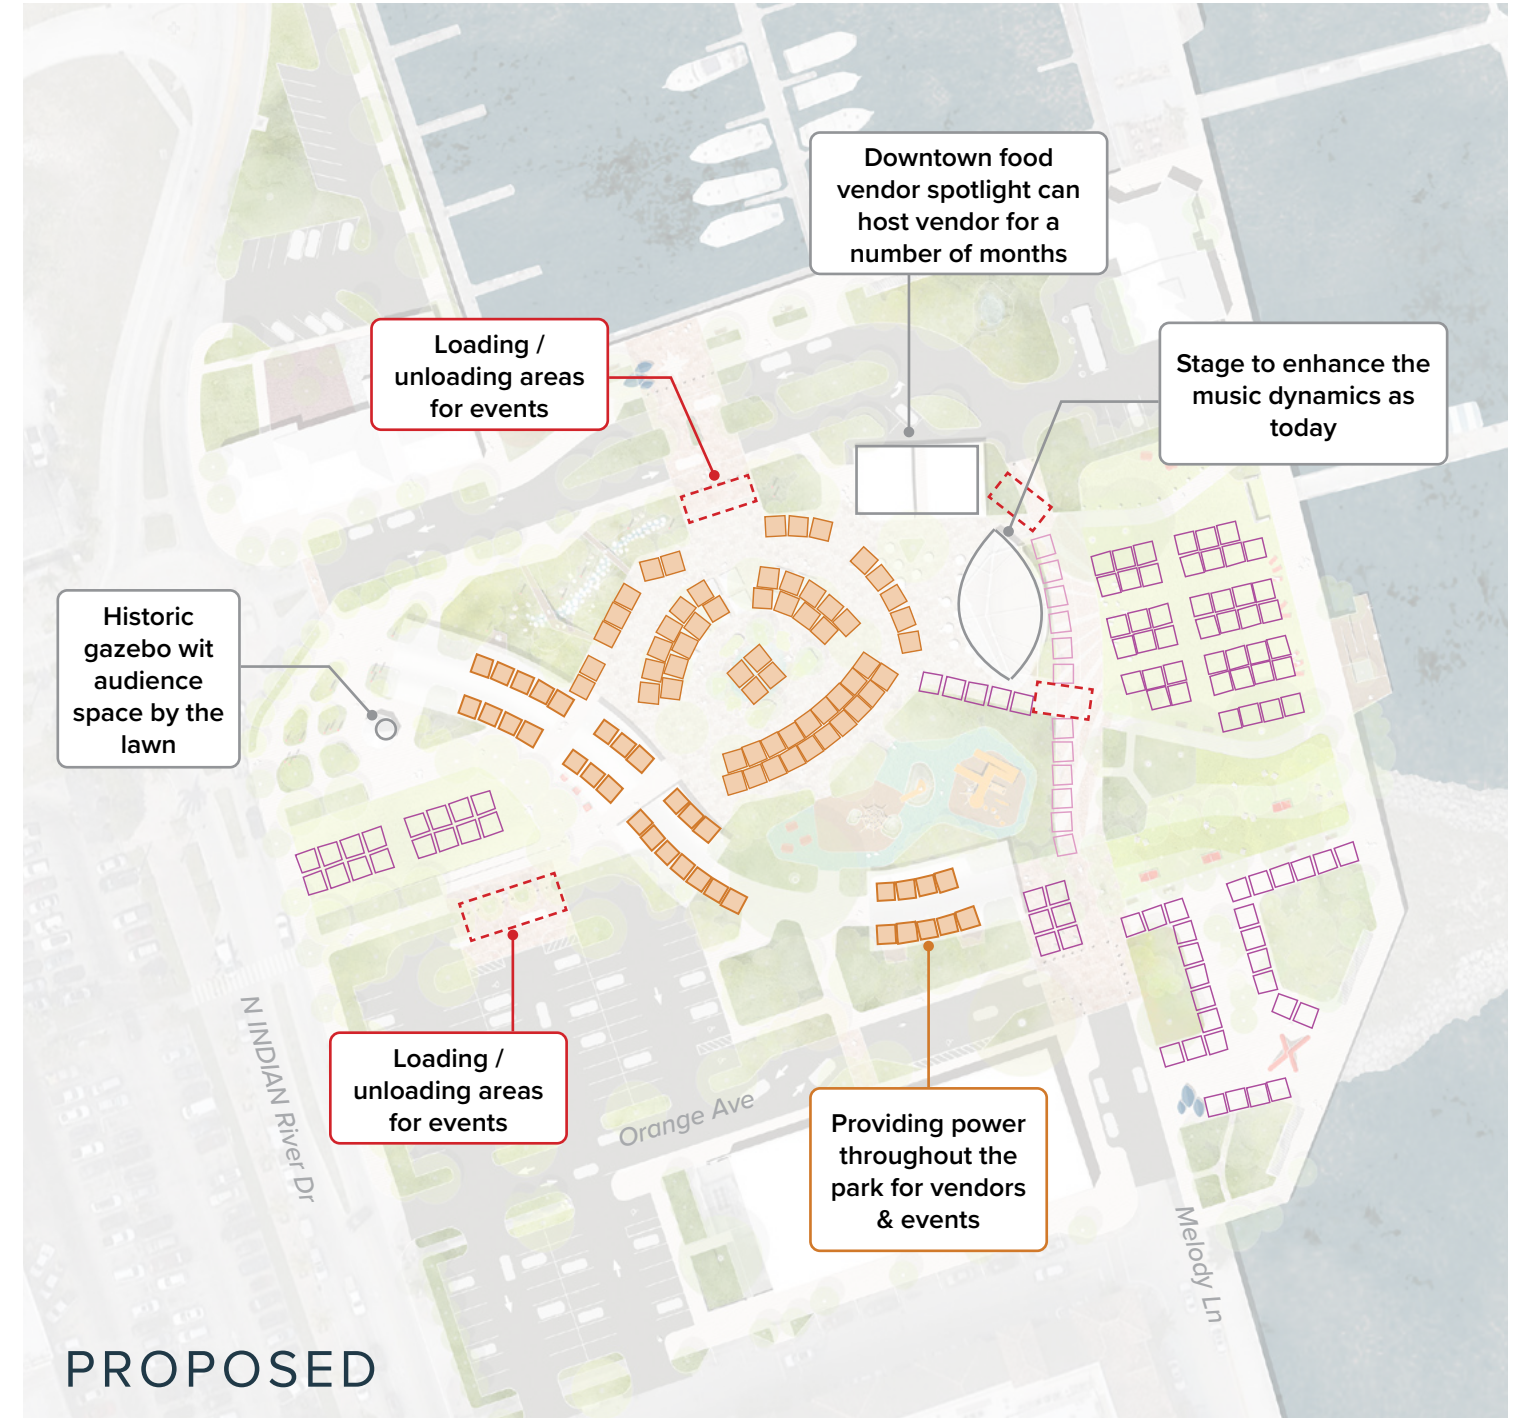 Downtown food
vendor spotlight can
host vendor for a
number of months
Loading /
unloading areas
for events
Stage to enhance the
music dynamics as
today
Historic
gazebo wit
audience
space by the
lawn
Loading /
unloading areas
for events
Providing power
throughout the
park for vendors
& events
N INDIAN River Dr
Orange Ave
Melody Ln
PROPOSED